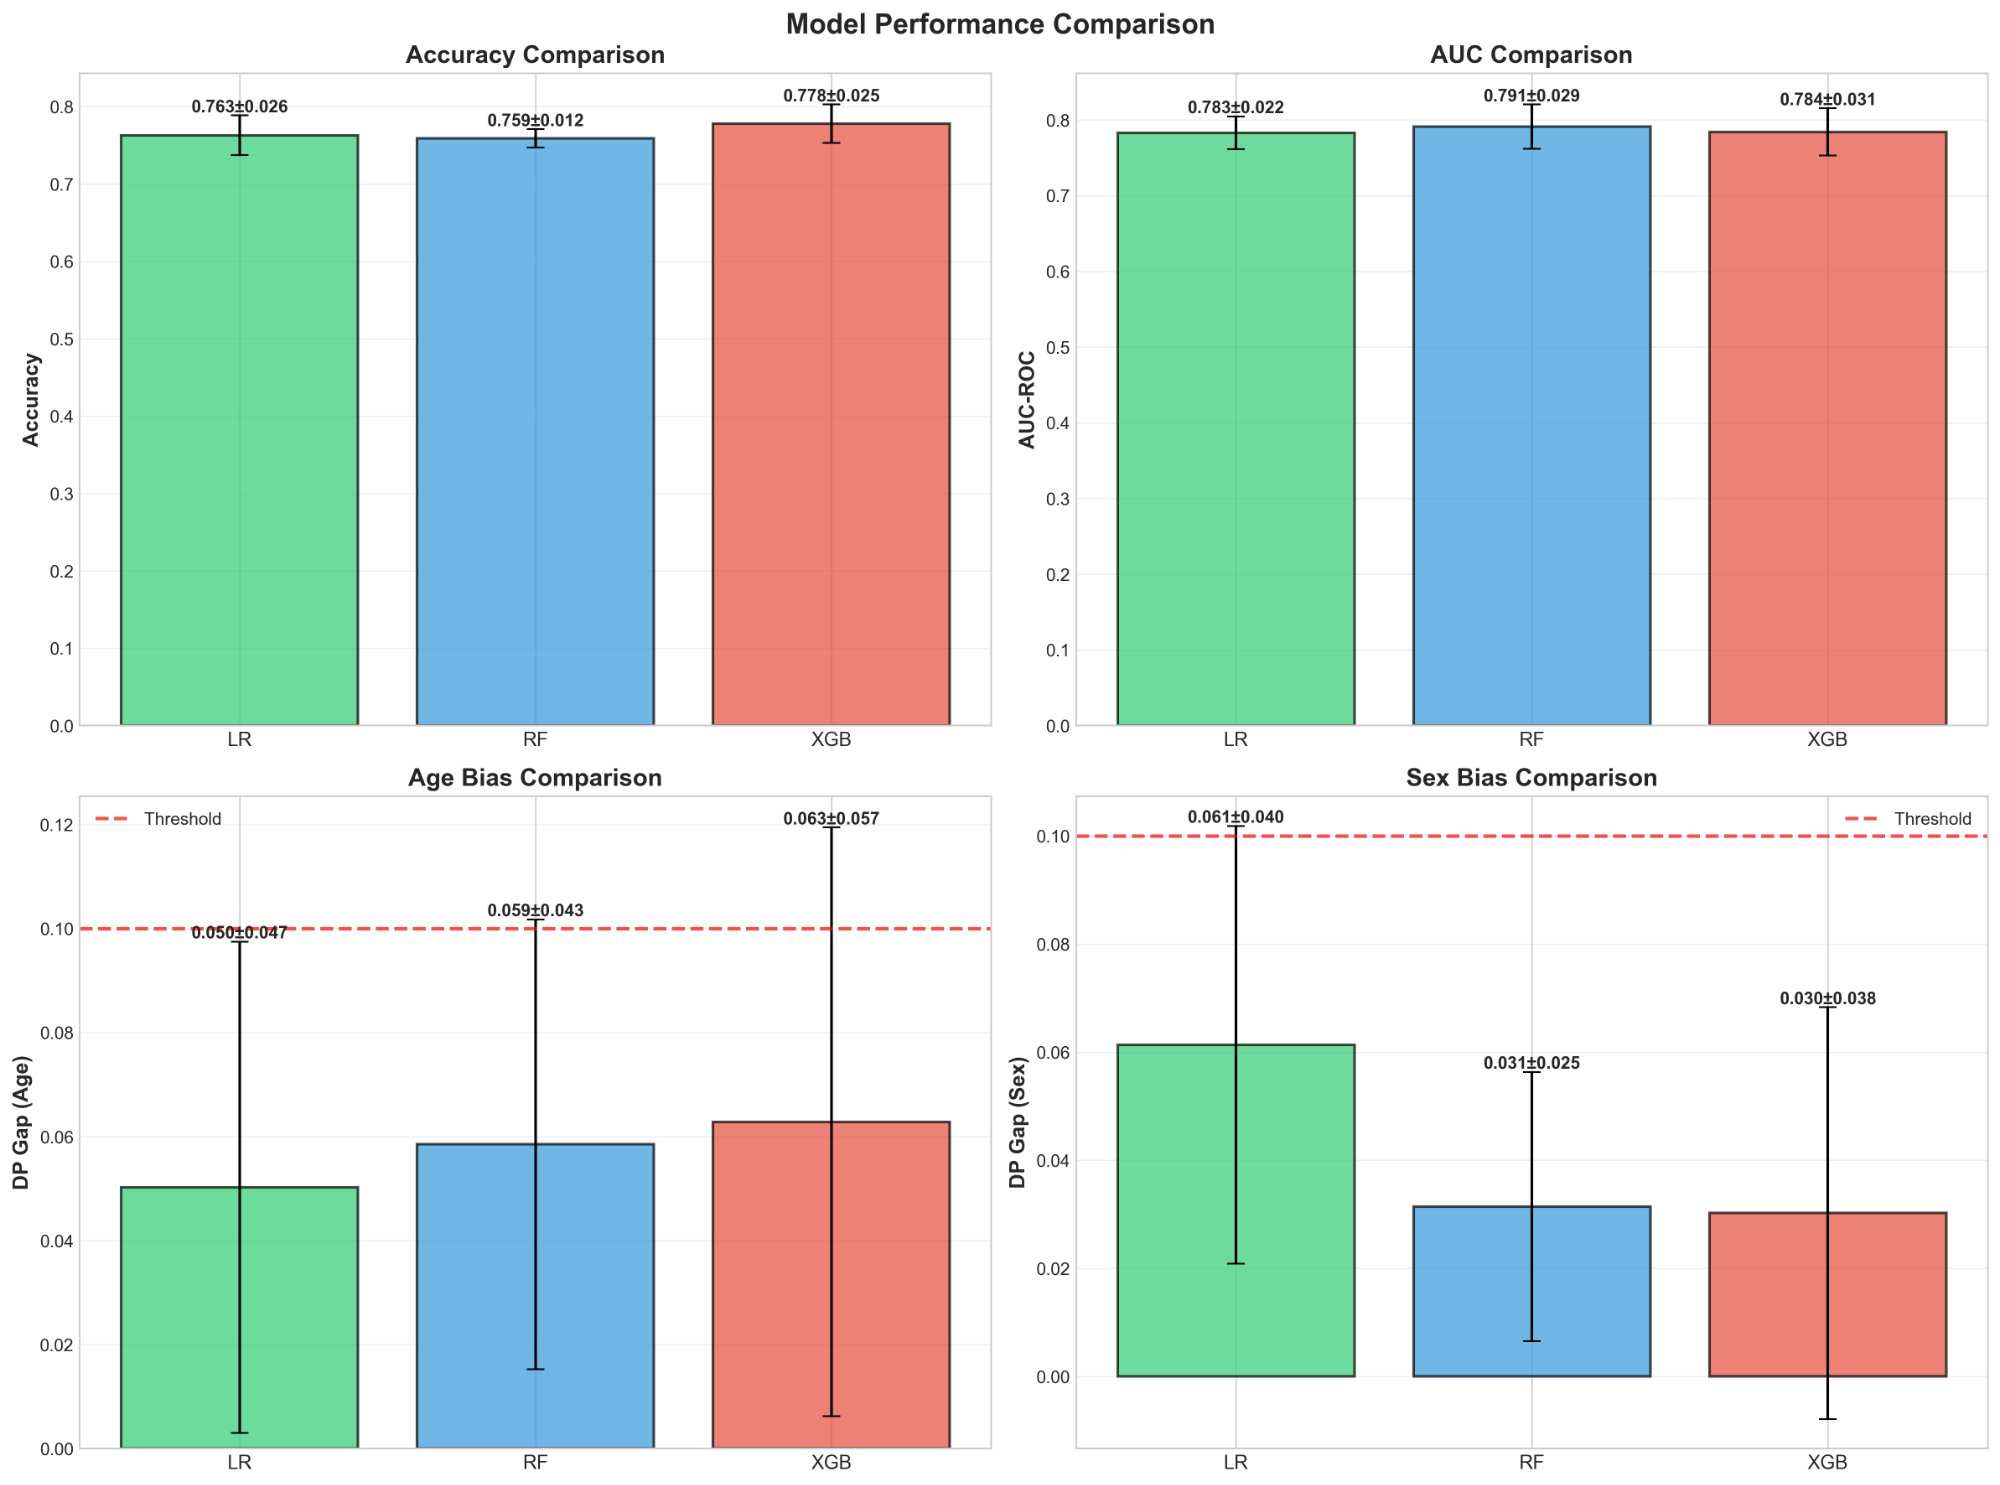 Model Performance Comparison
Accuracy Comparison
0.763±0.026
0.759±0.012
0.778±0.025
Accuracy
0.8
0.7
0.6
0.5
0.4
0.3
0.2
0.1
0.0
LR
RF
XGB
AUC Comparison
0.783±0.022
0.791±0.029
0.784±0.031
AUC-ROC
0.8
0.7
0.6
0.5
0.4
0.3
0.2
0.1
0.0
LR
RF
XGB
Age Bias Comparison
Threshold
0.050±0.047
0.059±0.043
0.063±0.057
DP Gap (Age)
0.12
0.10
0.08
0.06
0.04
0.02
0.00
LR
RF
XGB
Sex Bias Comparison
Threshold
0.061±0.040
0.031±0.025
0.030±0.038
DP Gap (Sex)
0.10
0.08
0.06
0.04
0.02
0.00
LR
RF
XGB